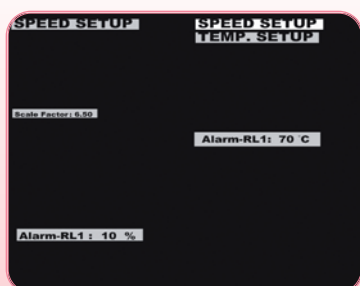 SPEED SETUP
Scale Factor: 6.50
Alarm-RL1 : 10 %
SPEED SETUP
TEMP. SETUP
Alarm-RL1: 70 °C